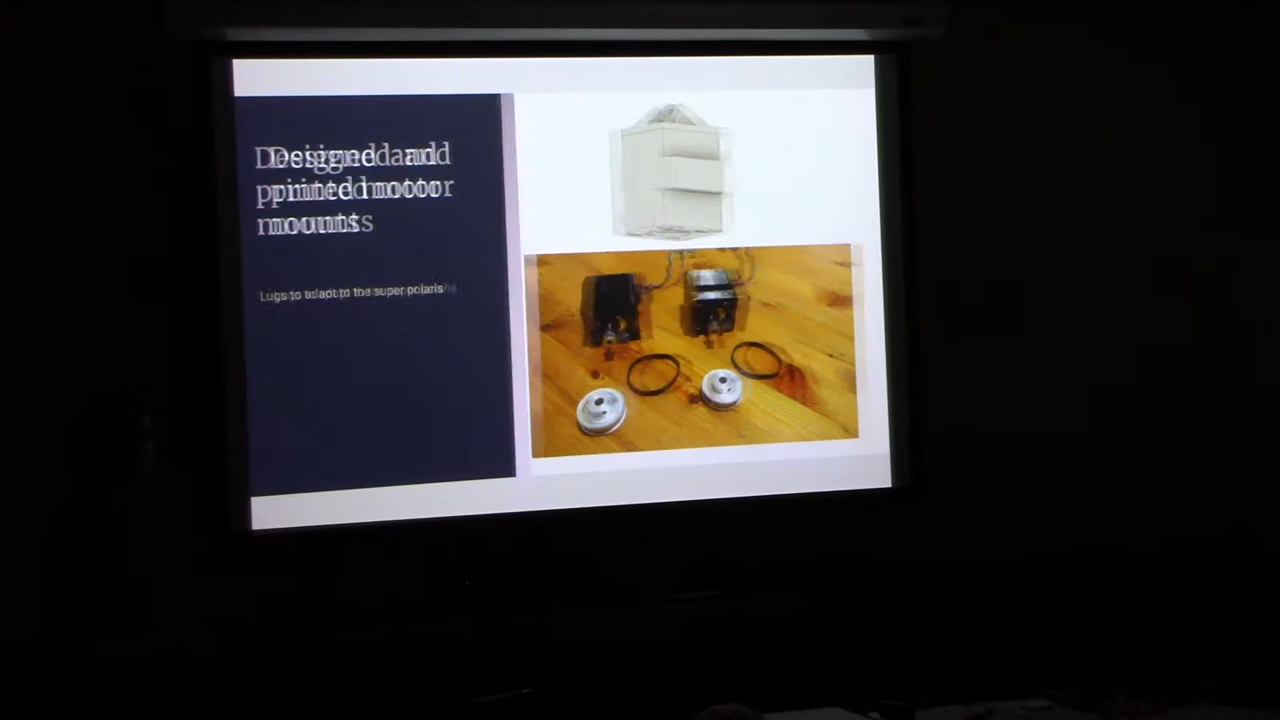 Designed and
printed motor
mounts
Lugs to adapt to the super polaris